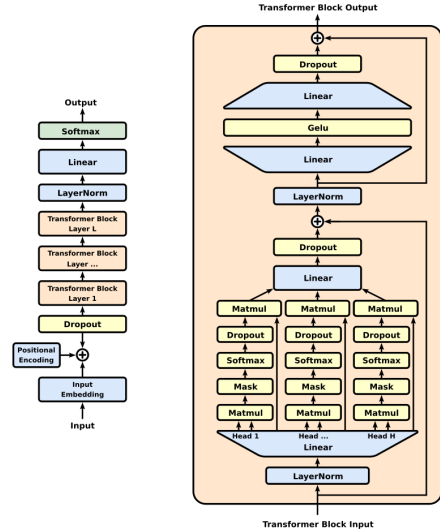 Output
Softmax
Linear
LayerNorm
Transformer Block
Layer L
Transformer Block
Layer ...
Transformer Block
Layer 1
Dropout
Positional
Encoding
Input
Embedding
Input
Transformer Block Output
Dropout
Linear
Gelu
Linear
LayerNorm
Dropout
Linear
Matmul Matmul Matmul
Dropout Dropout Dropout
Softmax Softmax Softmax
Mask Mask Mask
Matmul Matmul Matmul
Head 1 Head ... Head H
Linear
LayerNorm
Transformer Block Input